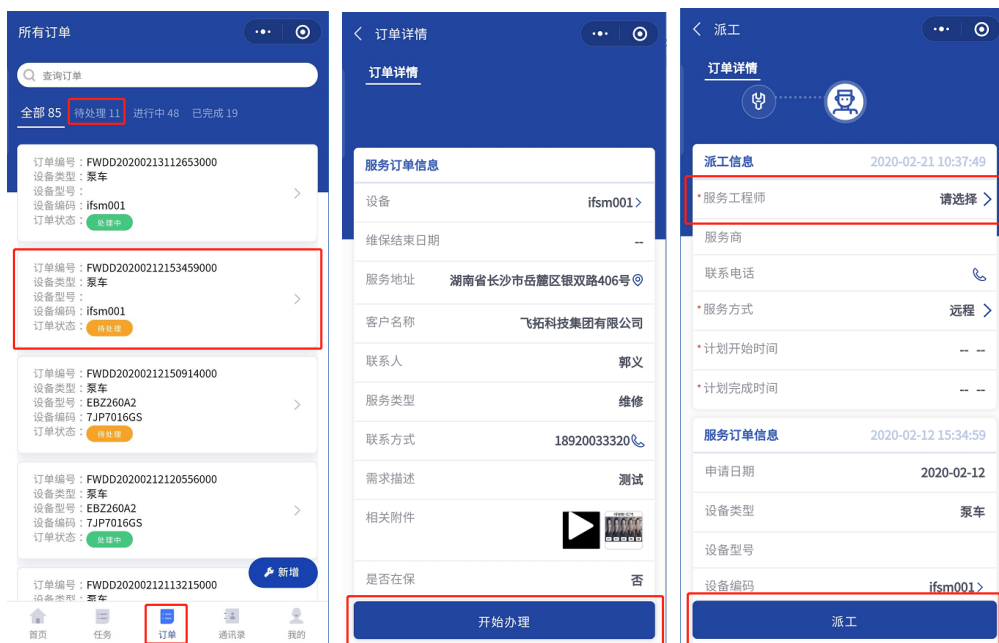 所有订单
查询订单
全部 85 待处理 11 进行中 48 已完成 19
订单编号：FWDD20200213112653000
设备类型：泵车
设备型号：
设备编码：ifsm001
订单状态：处理中
订单编号：FWDD20200212153459000
设备类型：泵车
设备型号：
设备编码：ifsm001
订单状态：待处理
订单编号：FWDD20200212150914000
设备类型：泵车
设备型号：EBZ260A2
设备编码：7JP7016GS
订单状态：待处理
订单编号：FWDD20200212120556000
设备类型：泵车
设备型号：EBZ260A2
设备编码：7JP7016GS
订单状态：处理中
订单编号：FWDD20200212113215000
设备类型：泵车
新增
首页 任务 订单 通讯录 我的
订单详情
订单详情
服务订单信息
设备 ifsm001
维保结束日期 --
服务地址 湖南省长沙市岳麓区银双路406号
客户名称 飞拓科技集团有限公司
联系人 郭义
服务类型 维修
联系方式 18920033320
需求描述 测试
相关附件
是否在保 否
开始办理
派工
订单详情
派工信息 2020-02-21 10:37:49
*服务工程师 请选择
服务商
联系电话
*服务方式 远程
*计划开始时间 -- --
*计划完成时间 -- --
服务订单信息 2020-02-12 15:34:59
申请日期 2020-02-12
设备类型 泵车
设备型号
设备编码 ifsm001
派工